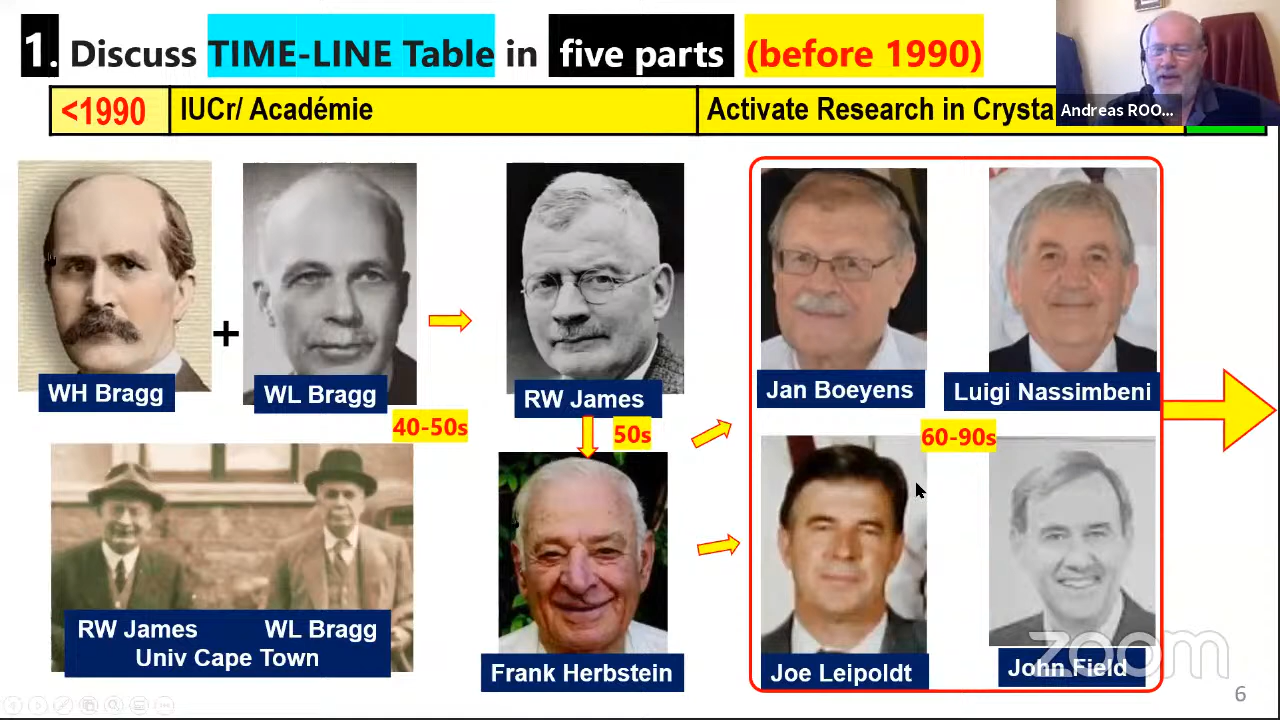 1. Discuss TIME-LINE Table in five parts (before 1990)
<1990 IUCr/ Académie Activate Research in Crysta
Andreas ROO...
+
WH Bragg
WL Bragg
RW James
Jan Boeyens
Luigi Nassimbeni
40-50s
50s
60-90s
RW James WL Bragg
Univ Cape Town
Frank Herbstein
Joe Leipoldt
John Field
zoom
6